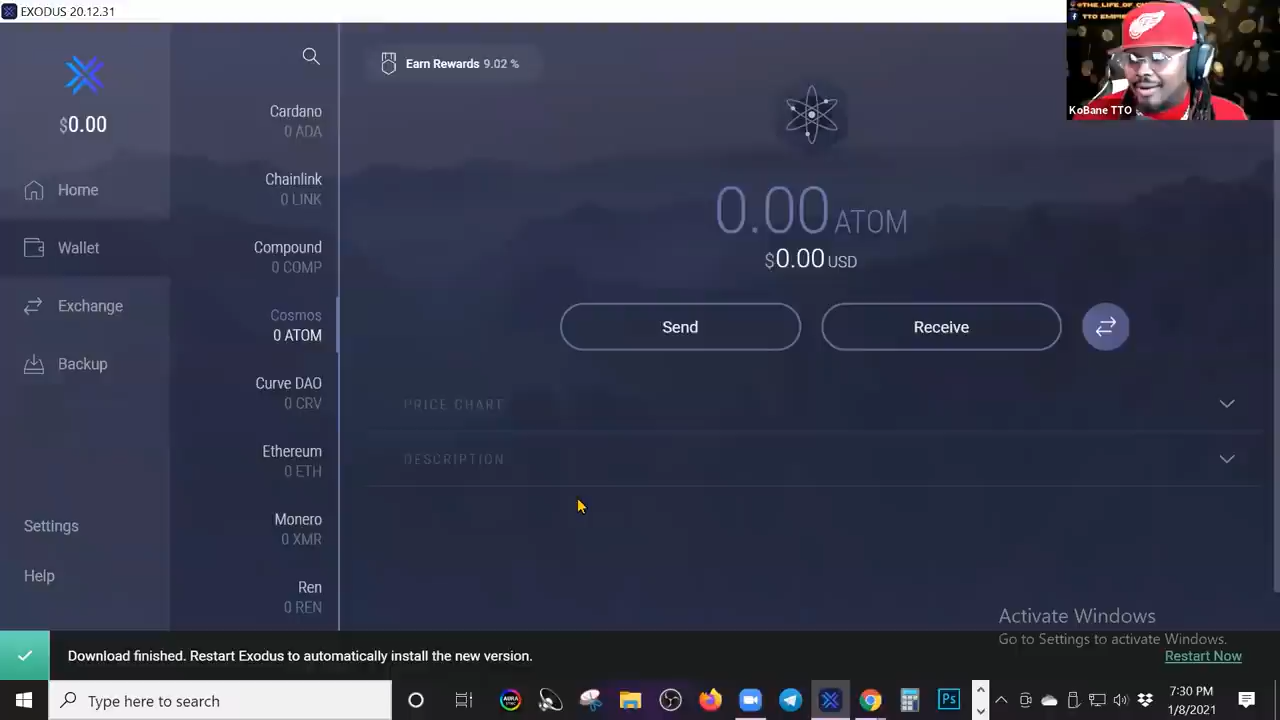 EXODUS 20.12.31
$0.00
Home
Wallet
Exchange
Backup
Settings
Help
Cardano
0 ADA
Chainlink
0 LINK
Compound
0 COMP
Cosmos
0 ATOM
Curve DAO
0 CRV
Ethereum
0 ETH
Monero
0 XMR
Ren
0 REN
Earn Rewards 9.02 %
0.00 ATOM
$0.00 USD
Send
Receive
PRICE CHART
DESCRIPTION
KoBane TTO
Activate Windows
Go to Settings to activate Windows.
Download finished. Restart Exodus to automatically install the new version.
Restart Now
Type here to search
Ps
7:30 PM
1/8/2021